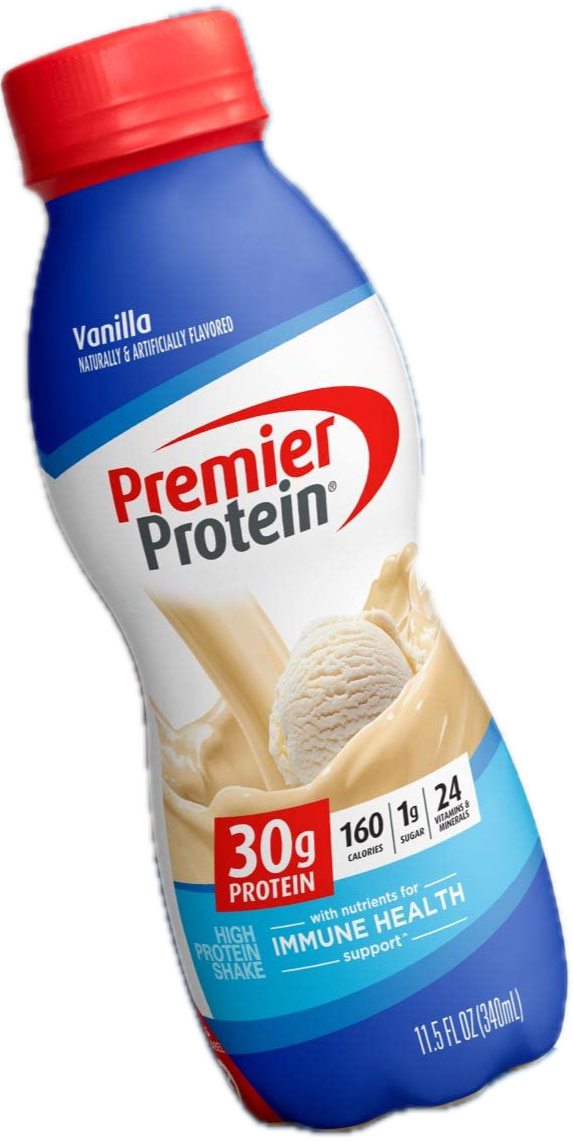 Vanilla
NATURALLY & ARTIFICIALLY FLAVORED
Premier
Protein®
30g
PROTEIN
160
CALORIES
1g
SUGAR
24
VITAMINS &
MINERALS
HIGH
PROTEIN
SHAKE
with nutrients for
IMMUNE HEALTH
support^
11.5 FL OZ (340mL)